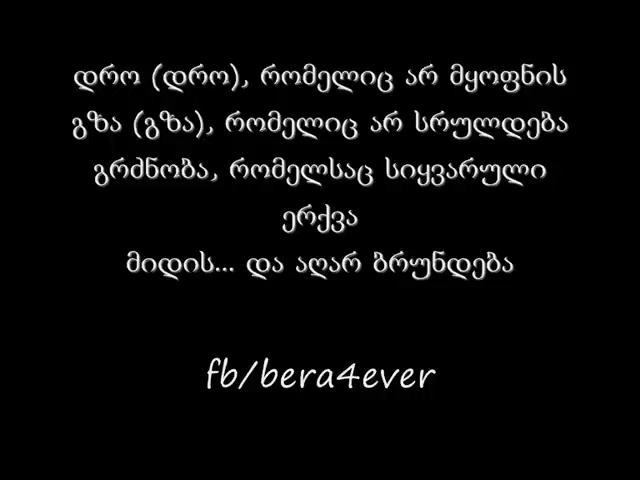 დრო (დრო), რომელიც არ მყოფნის
გზა (გზა), რომელიც არ სრულდება
გრძნობა, რომელსაც სიყვარული
ერქვა
მიდის... და აღარ ბრუნდება
fb/bera4ever